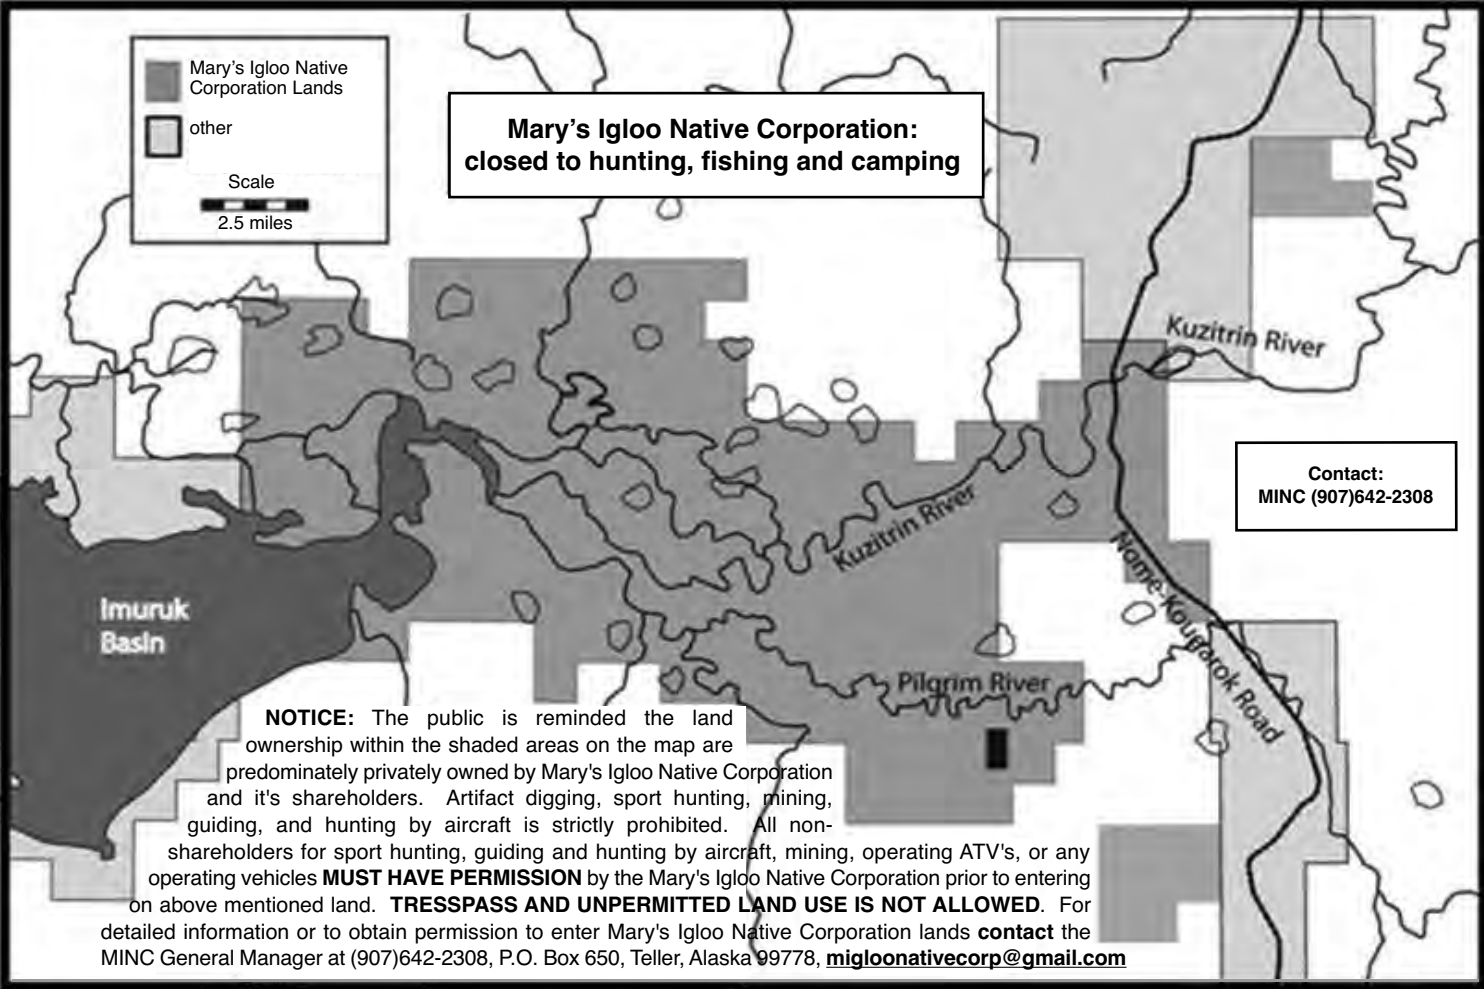 Mary's Igloo Native
Corporation Lands
other
Scale
2.5 miles
Mary's Igloo Native Corporation:
closed to hunting, fishing and camping
Kuzitrin River
Contact:
MINC (907)642-2308
Kuzitrin River
Nome-Kougarok Road
Imuruk
Basin
Pilgrim River
NOTICE: The public is reminded the land
ownership within the shaded areas on the map are
predominately privately owned by Mary's Igloo Native Corporation
and it's shareholders. Artifact digging, sport hunting, mining,
guiding, and hunting by aircraft is strictly prohibited. All non-
shareholders for sport hunting, guiding and hunting by aircraft, mining, operating ATV's, or any
operating vehicles MUST HAVE PERMISSION by the Mary's Igloo Native Corporation prior to entering
on above mentioned land. TRESSPASS AND UNPERMITTED LAND USE IS NOT ALLOWED. For
detailed information or to obtain permission to enter Mary's Igloo Native Corporation lands contact the
MINC General Manager at (907)642-2308, P.O. Box 650, Teller, Alaska 99778, migloonativecorp@gmail.com